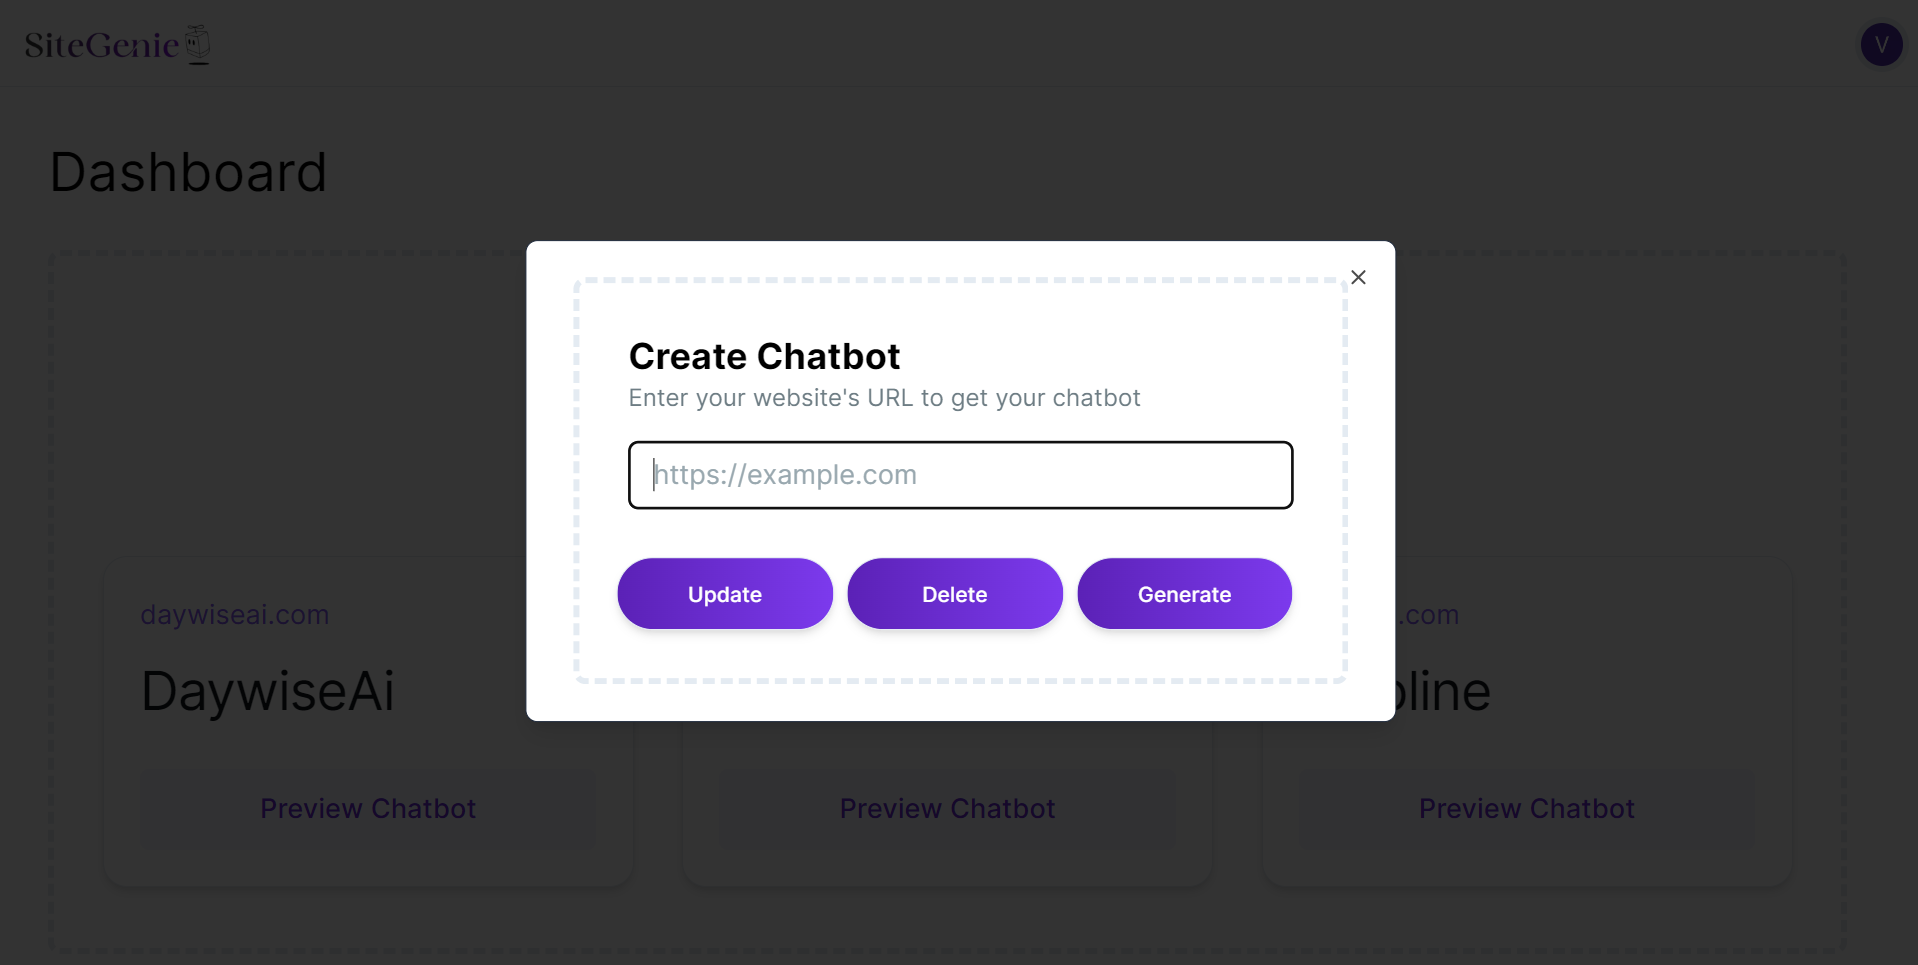 SiteGenie
V
Dashboard
Create Chatbot
Enter your website's URL to get your chatbot
https://example.com
Update
Delete
Generate
daywiseai.com
.com
DaywiseAi
Preview Chatbot
Preview Chatbot
Preview Chatbot